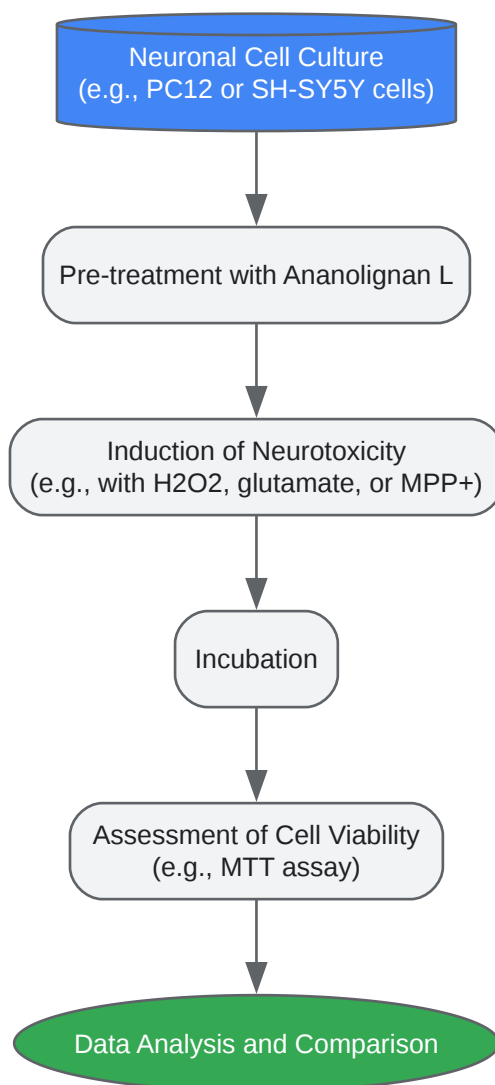 Neuronal Cell Culture
(e.g., PC12 or SH-SY5Y cells)
Pre-treatment with Ananolignan L
Induction of Neurotoxicity
(e.g., with H2O2, glutamate, or MPP+)
Incubation
Assessment of Cell Viability
(e.g., MTT assay)
Data Analysis and Comparison